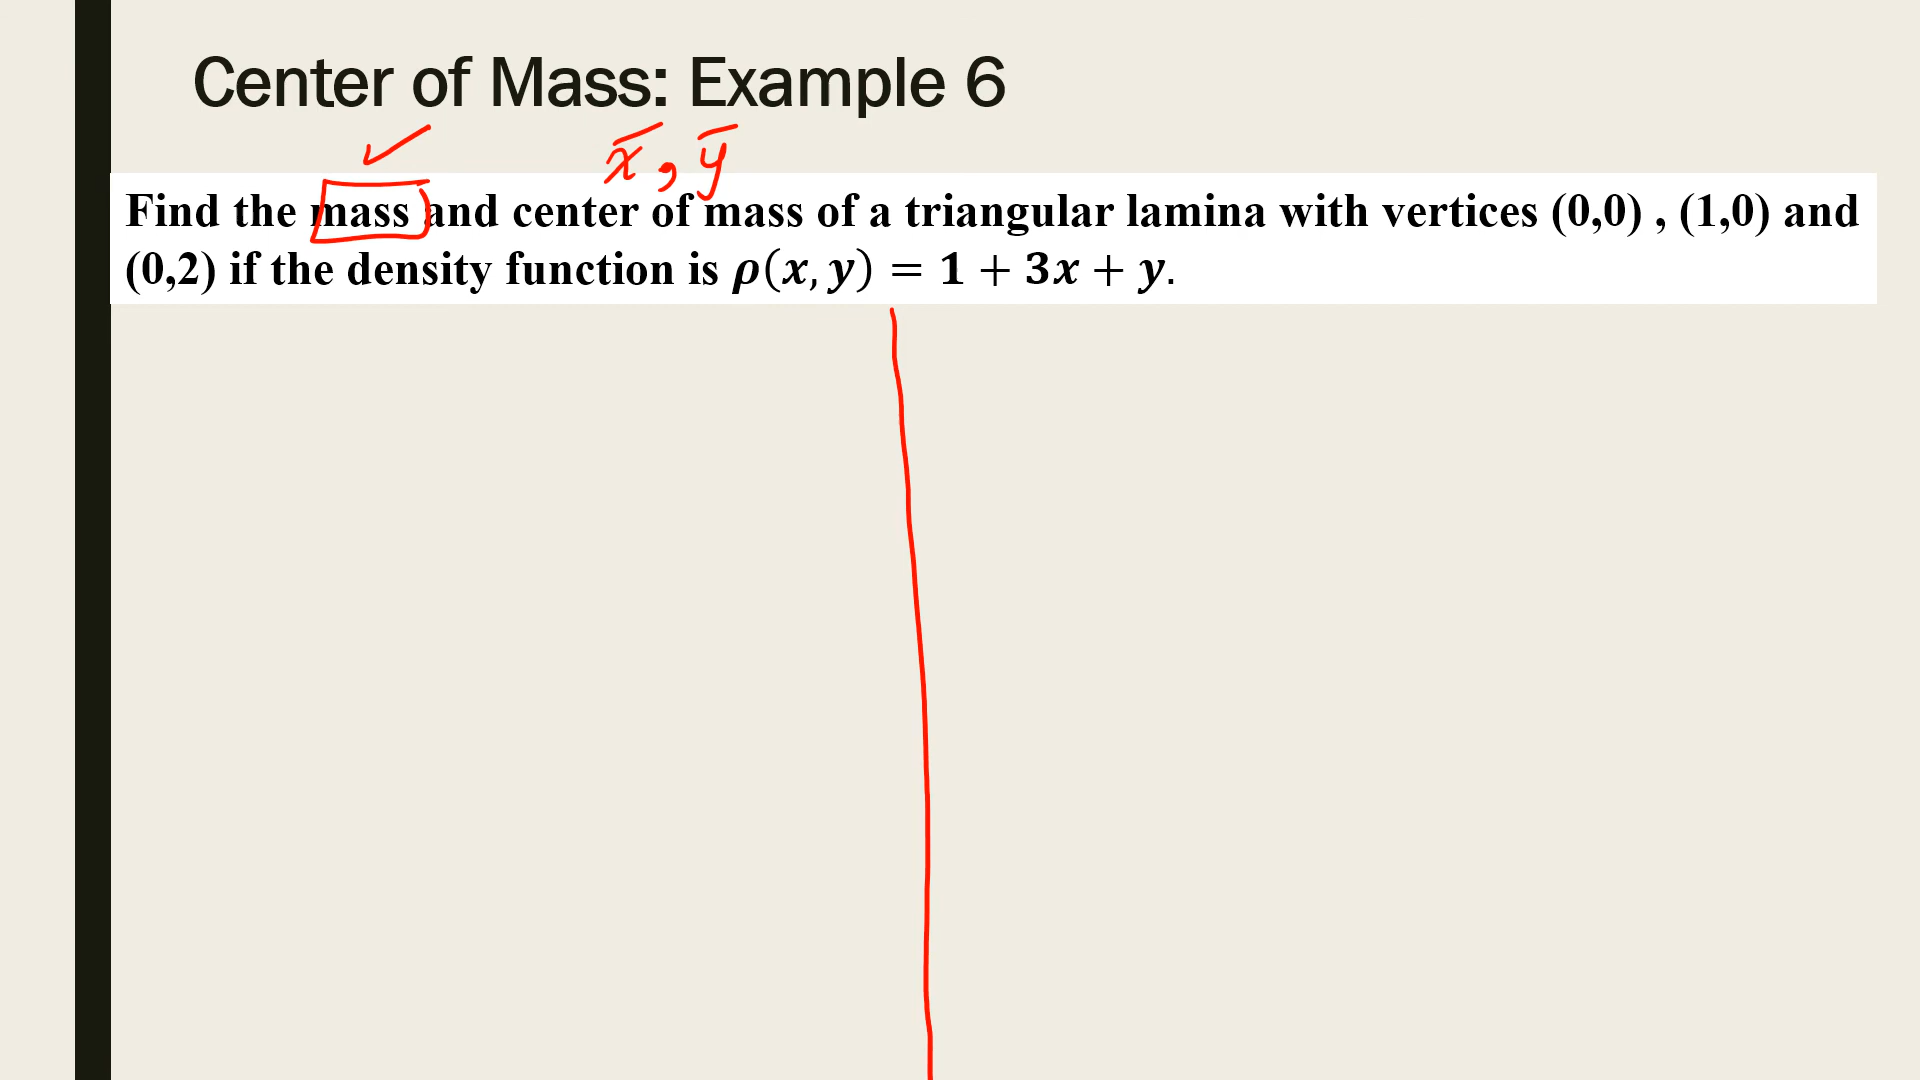 Center of Mass: Example 6
x̅ , y̅
Find the mass and center of mass of a triangular lamina with vertices (0,0) , (1,0) and
(0,2) if the density function is ρ(x, y) = 1 + 3x + y.